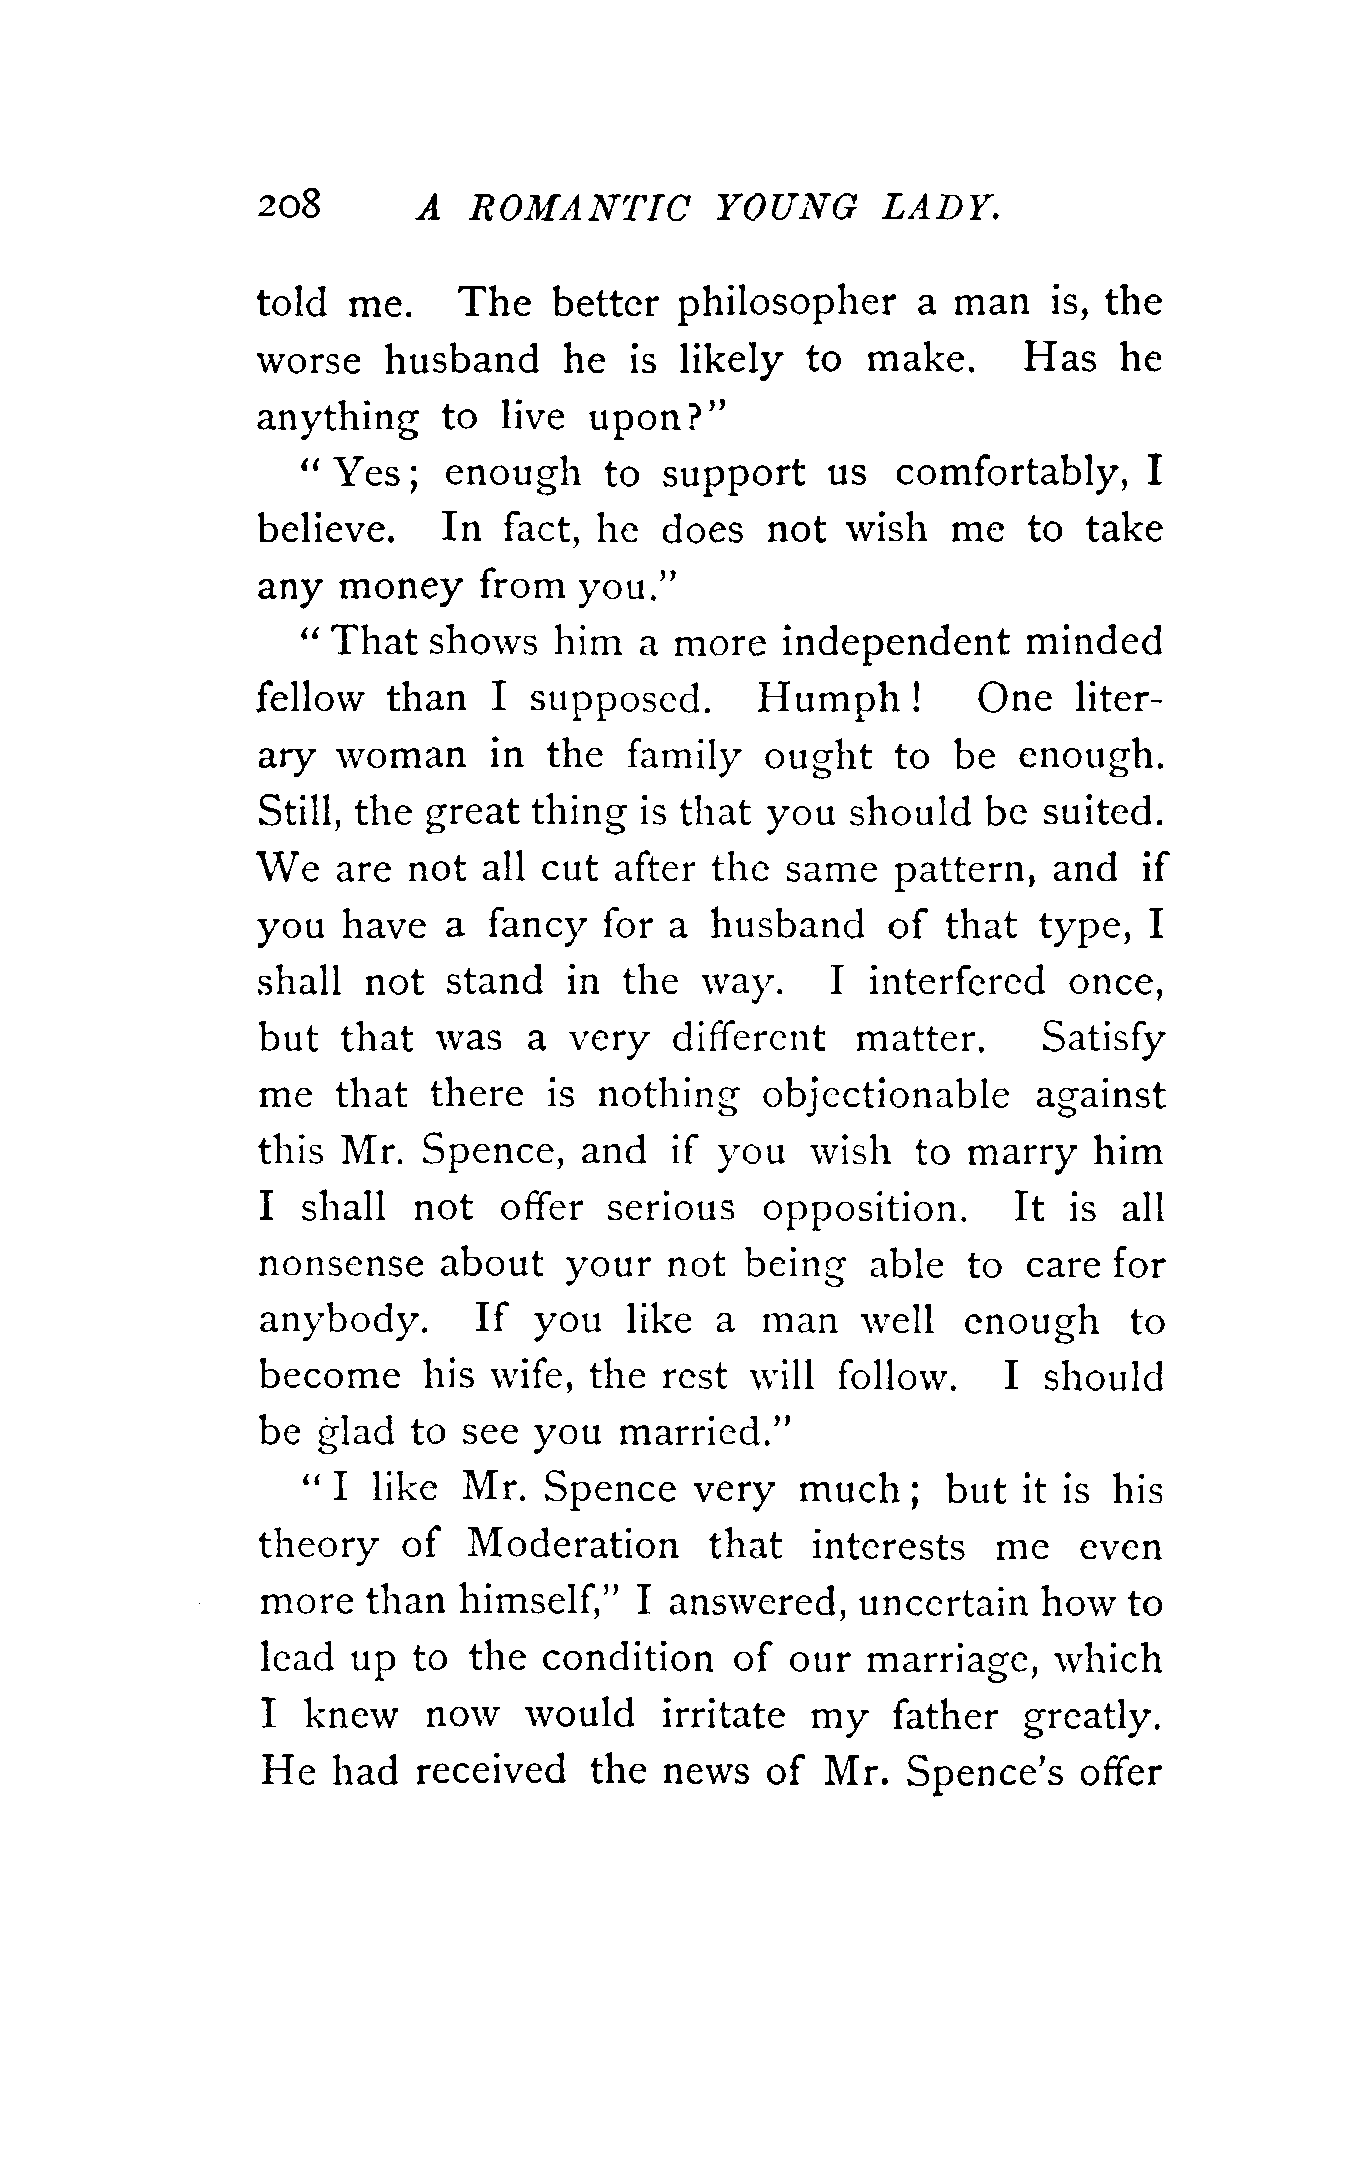 208 A ROMANTIC YOUNG LADY.
told me. The better philosopher a man is, the
worse husband he is likely to make. Has he
anything to live upon?"
"Yes; enough to support us comfortably, I
believe. In fact, he does not wish me to take
any money from you."
"That shows him a more independent minded
fellow than I supposed. Humph! One liter-
ary woman in the family ought to be enough.
Still, the great thing is that you should be suited.
We are not all cut after the same pattern, and if
you have a fancy for a husband of that type, I
shall not stand in the way. I interfered once,
but that was a very different matter. Satisfy
me that there is nothing objectionable against
this Mr. Spence, and if you wish to marry him
I shall not offer serious opposition. It is all
nonsense about your not being able to care for
anybody. If you like a man well enough to
become his wife, the rest will follow. I should
be glad to see you married."
"I like Mr. Spence very much; but it is his
theory of Moderation that interests me even
more than himself," I answered, uncertain how to
lead up to the condition of our marriage, which
I knew now would irritate my father greatly.
He had received the news of Mr. Spence's offer